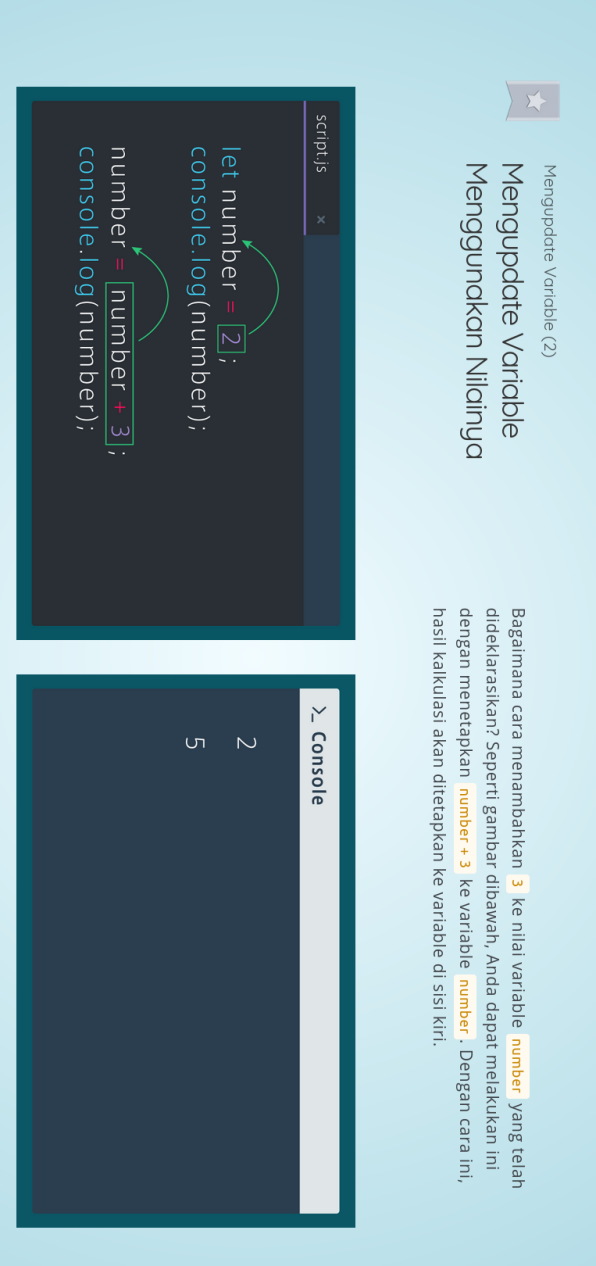 Mengupdate Variable (2)
Mengupdate Variable
Menggunakan Nilainya
Bagaimana cara menambahkan 3 ke nilai variable number yang telah
dideklarasikan? Seperti gambar dibawah, Anda dapat melakukan ini
dengan menetapkan number + 3 ke variable number. Dengan cara ini,
hasil kalkulasi akan ditetapkan ke variable di sisi kiri.
script.js x
let number = 2;
console.log(number);
number = number + 3;
console.log(number);
>_ Console
2
5